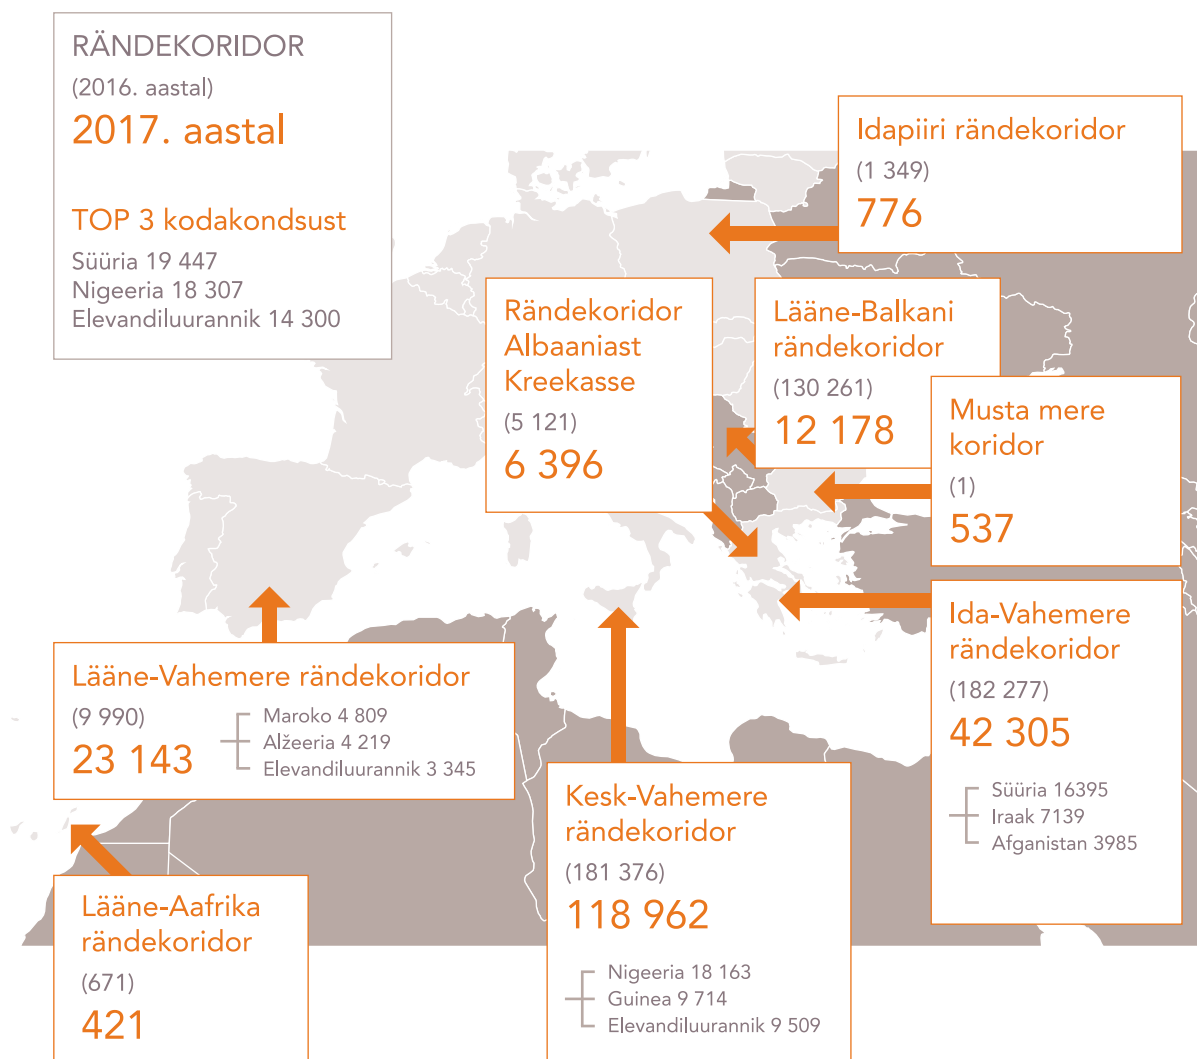 RÄNDEKORIDOR
(2016. aastal)
2017. aastal
TOP 3 kodakondsust
Süüria 19 447
Nigeeria 18 307
Elevandiluurannik 14 300
Idapiiri rändekoridor
(1 349)
776
Rändekoridor
Albaaniast
Kreekasse
(5 121)
6 396
Lääne-Balkani
rändekoridor
(130 261)
12 178
Musta mere
koridor
(1)
537
Ida-Vahemere
rändekoridor
(182 277)
42 305
Süüria 16395
Iraak 7139
Afganistan 3985
Lääne-Vahemere rändekoridor
(9 990)
23 143
Maroko 4 809
Alžeeria 4 219
Elevandiluurannik 3 345
Kesk-Vahemere
rändekoridor
(181 376)
118 962
Nigeeria 18 163
Guinea 9 714
Elevandiluurannik 9 509
Lääne-Aafrika
rändekoridor
(671)
421